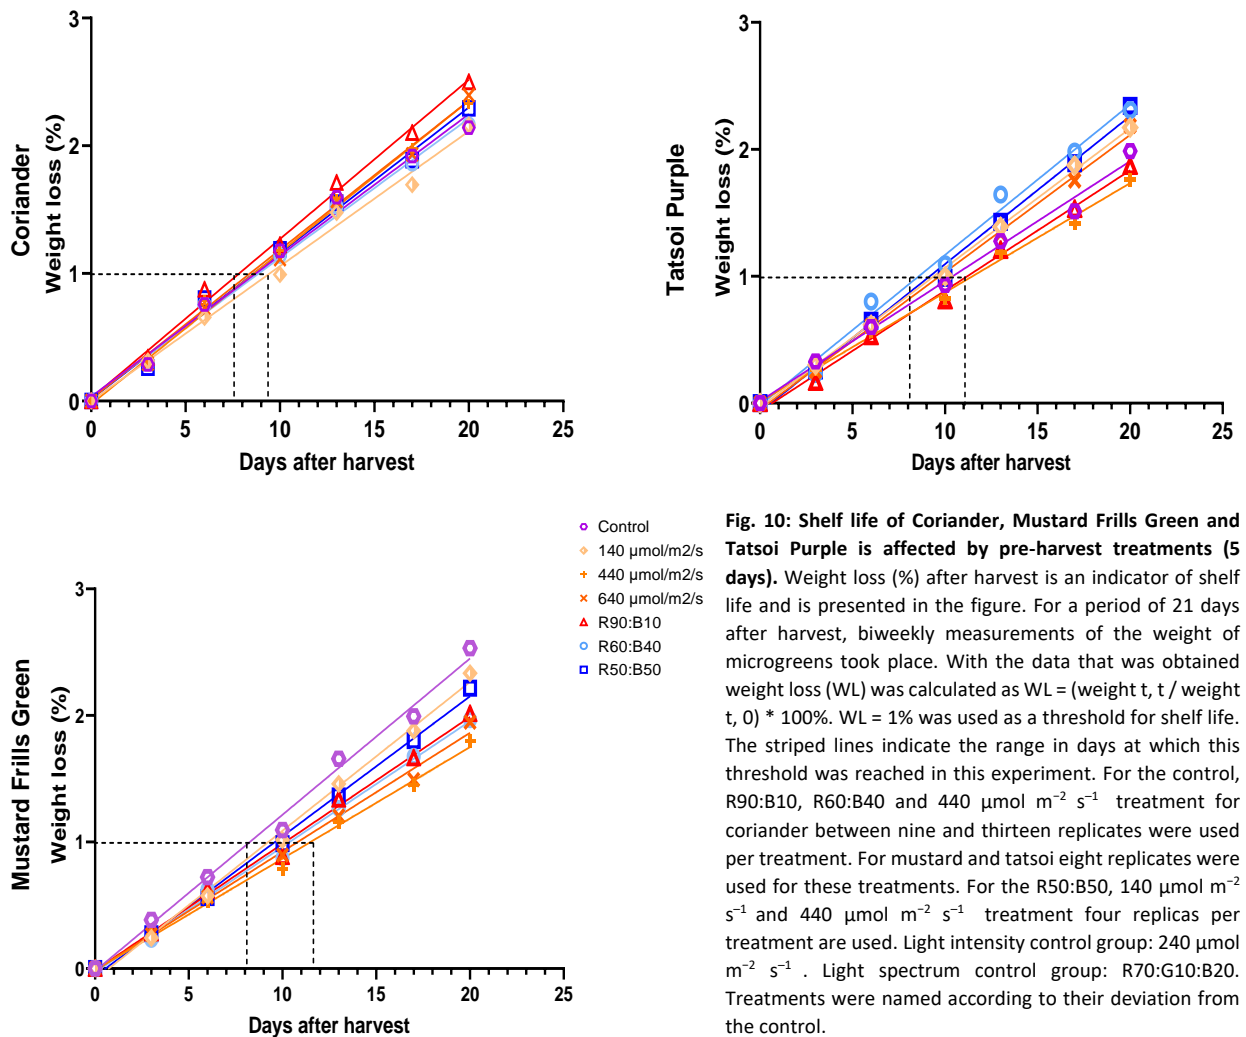 3
2
1
0
Coriander
Weight loss (%)
0 5 10 15 20 25
Days after harvest
3
2
1
0
Tatsoi Purple
Weight loss (%)
0 5 10 15 20 25
Days after harvest
3
2
1
0
Mustard Frills Green
Weight loss (%)
0 5 10 15 20 25
Days after harvest
Control
140 µmol/m2/s
440 µmol/m2/s
640 µmol/m2/s
R90:B10
R60:B40
R50:B50
Fig. 10: Shelf life of Coriander, Mustard Frills Green and
Tatsoi Purple is affected by pre-harvest treatments (5
days). Weight loss (%) after harvest is an indicator of shelf
life and is presented in the figure. For a period of 21 days
after harvest, biweekly measurements of the weight of
microgreens took place. With the data that was obtained
weight loss (WL) was calculated as WL = (weight t, t / weight
t, 0) * 100%. WL = 1% was used as a threshold for shelf life.
The striped lines indicate the range in days at which this
threshold was reached in this experiment. For the control,
R90:B10, R60:B40 and 440 µmol m⁻² s⁻¹ treatment for
coriander between nine and thirteen replicates were used
per treatment. For mustard and tatsoi eight replicates were
used for these treatments. For the R50:B50, 140 µmol m⁻²
s⁻¹ and 440 µmol m⁻² s⁻¹ treatment four replicas per
treatment are used. Light intensity control group: 240 µmol
m⁻² s⁻¹ . Light spectrum control group: R70:G10:B20.
Treatments were named according to their deviation from
the control.